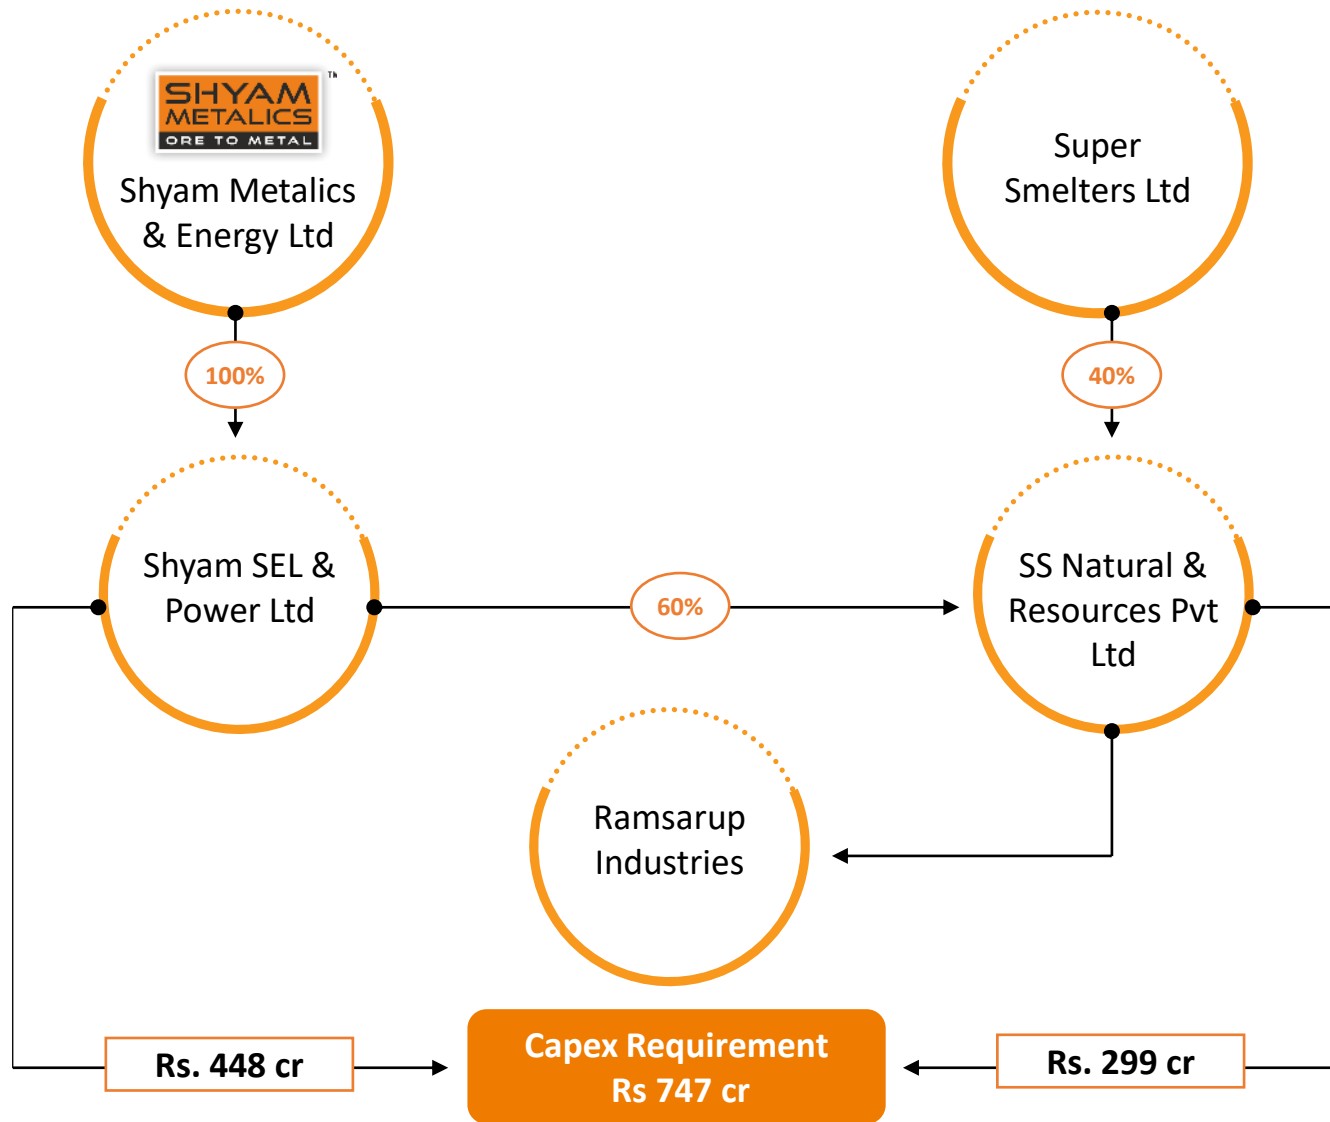 SHYAM
METALICS
ORE TO METAL
TM
Shyam Metalics
& Energy Ltd
Super
Smelters Ltd
100%
40%
Shyam SEL &
Power Ltd
60%
SS Natural &
Resources Pvt
Ltd
Ramsarup
Industries
Rs. 448 cr
Capex Requirement
Rs 747 cr
Rs. 299 cr